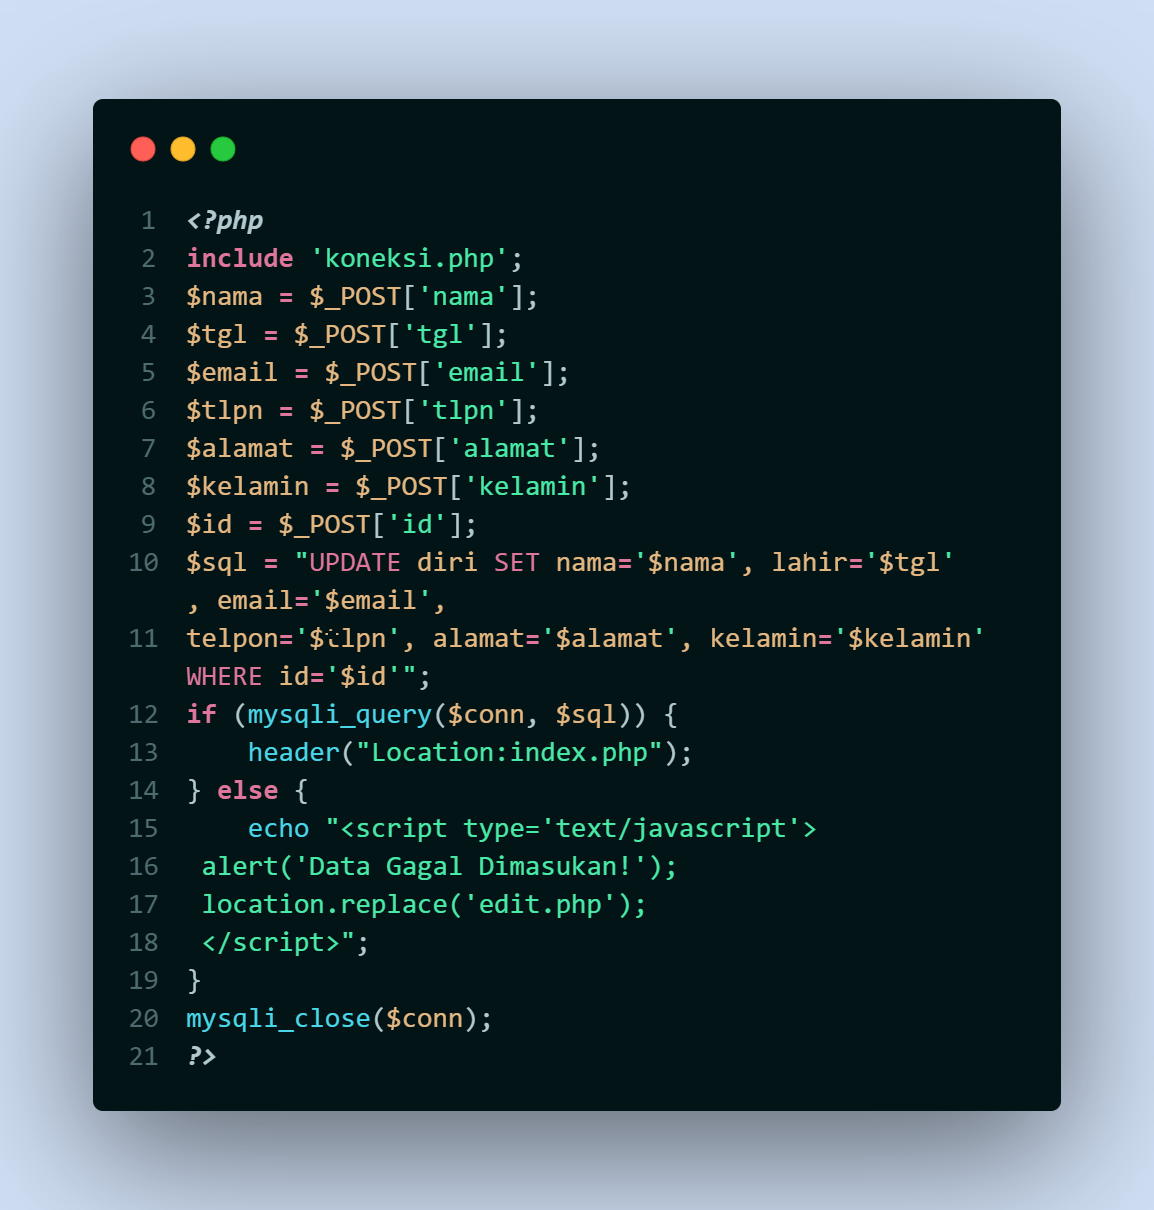 1 <?php
2 include 'koneksi.php';
3 $nama = $_POST['nama'];
4 $tgl = $_POST['tgl'];
5 $email = $_POST['email'];
6 $tlpn = $_POST['tlpn'];
7 $alamat = $_POST['alamat'];
8 $kelamin = $_POST['kelamin'];
9 $id = $_POST['id'];
10 $sql = "UPDATE diri SET nama='$nama', lahir='$tgl'
, email='$email',
11 telpon='$tlpn', alamat='$alamat', kelamin='$kelamin'
WHERE id='$id'";
12 if (mysqli_query($conn, $sql)) {
13     header("Location:index.php");
14 } else {
15     echo "<script type='text/javascript'>
16  alert('Data Gagal Dimasukan!');
17  location.replace('edit.php');
18  </script>";
19 }
20 mysqli_close($conn);
21 ?>